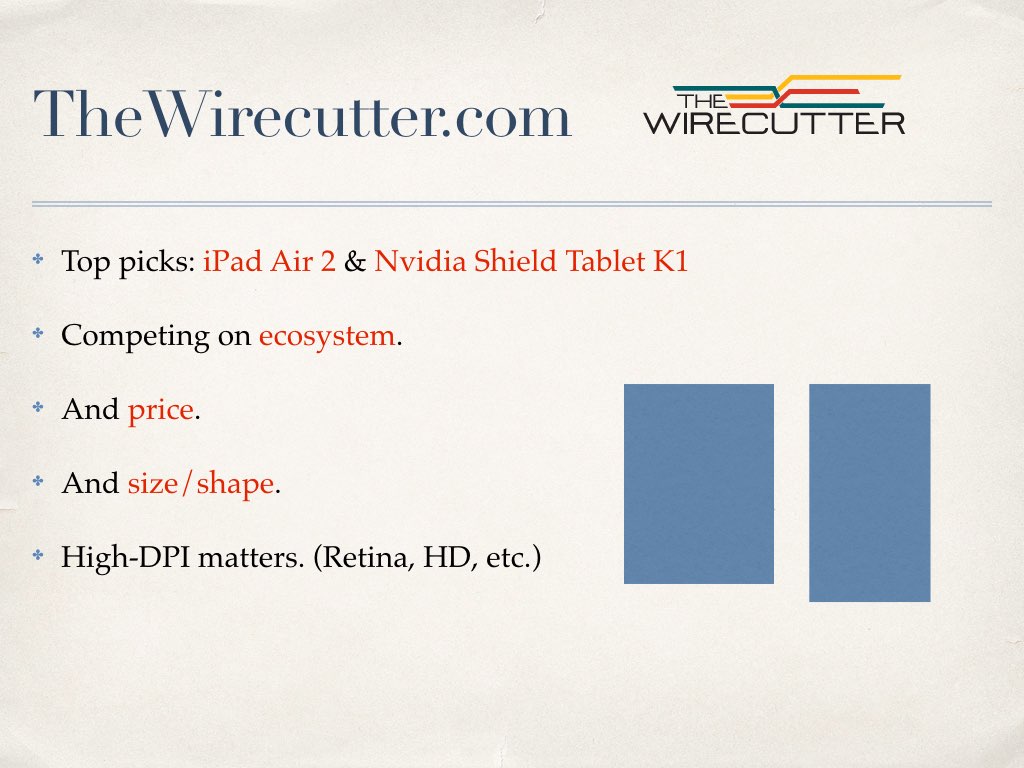 TheWirecutter.com
THE
WIRECUTTER
Top picks: iPad Air 2 & Nvidia Shield Tablet K1
Competing on ecosystem.
And price.
And size/shape.
High-DPI matters. (Retina, HD, etc.)